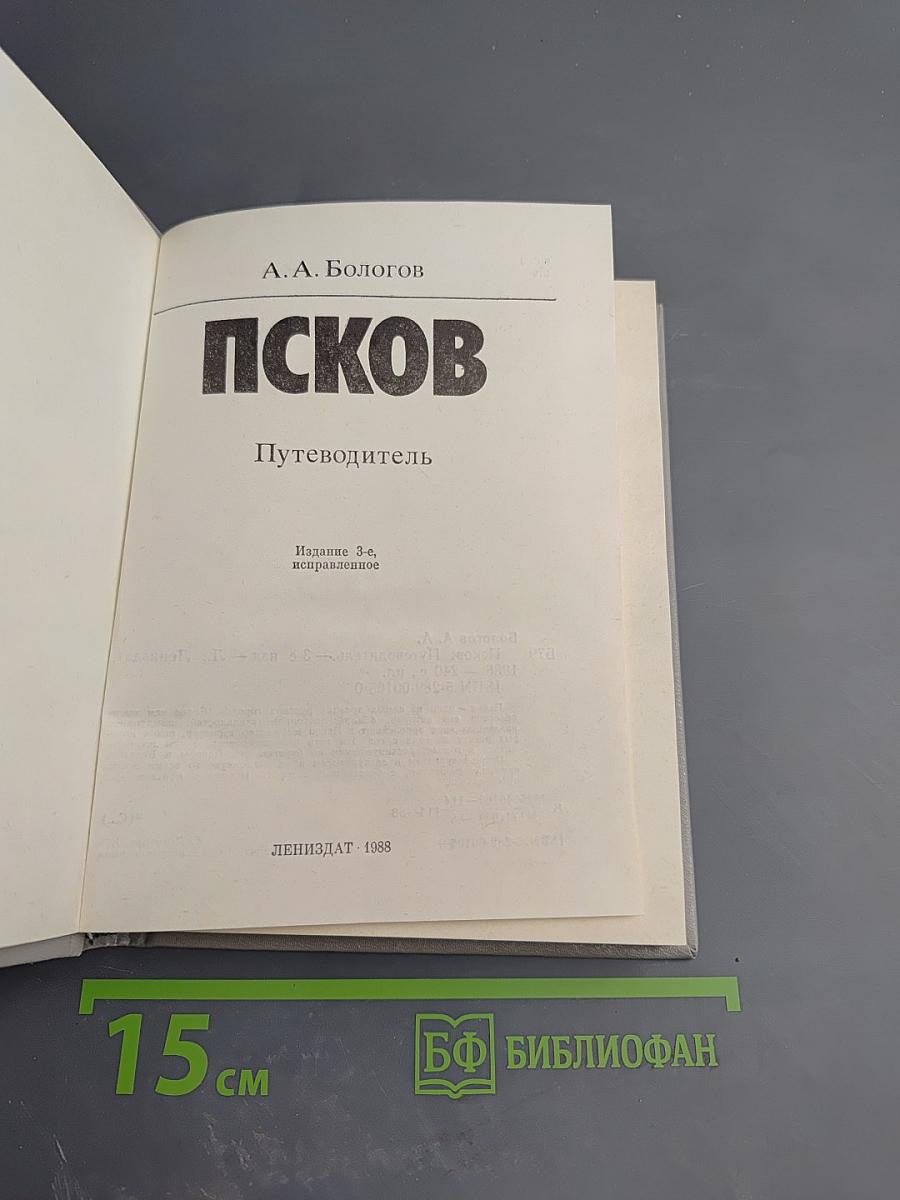 А. А. Бологов
ПСКОВ
Путеводитель
Издание 3-е,
исправленное
ЛЕНИЗДАТ · 1988
15 см
БФ БИБЛИОФАН